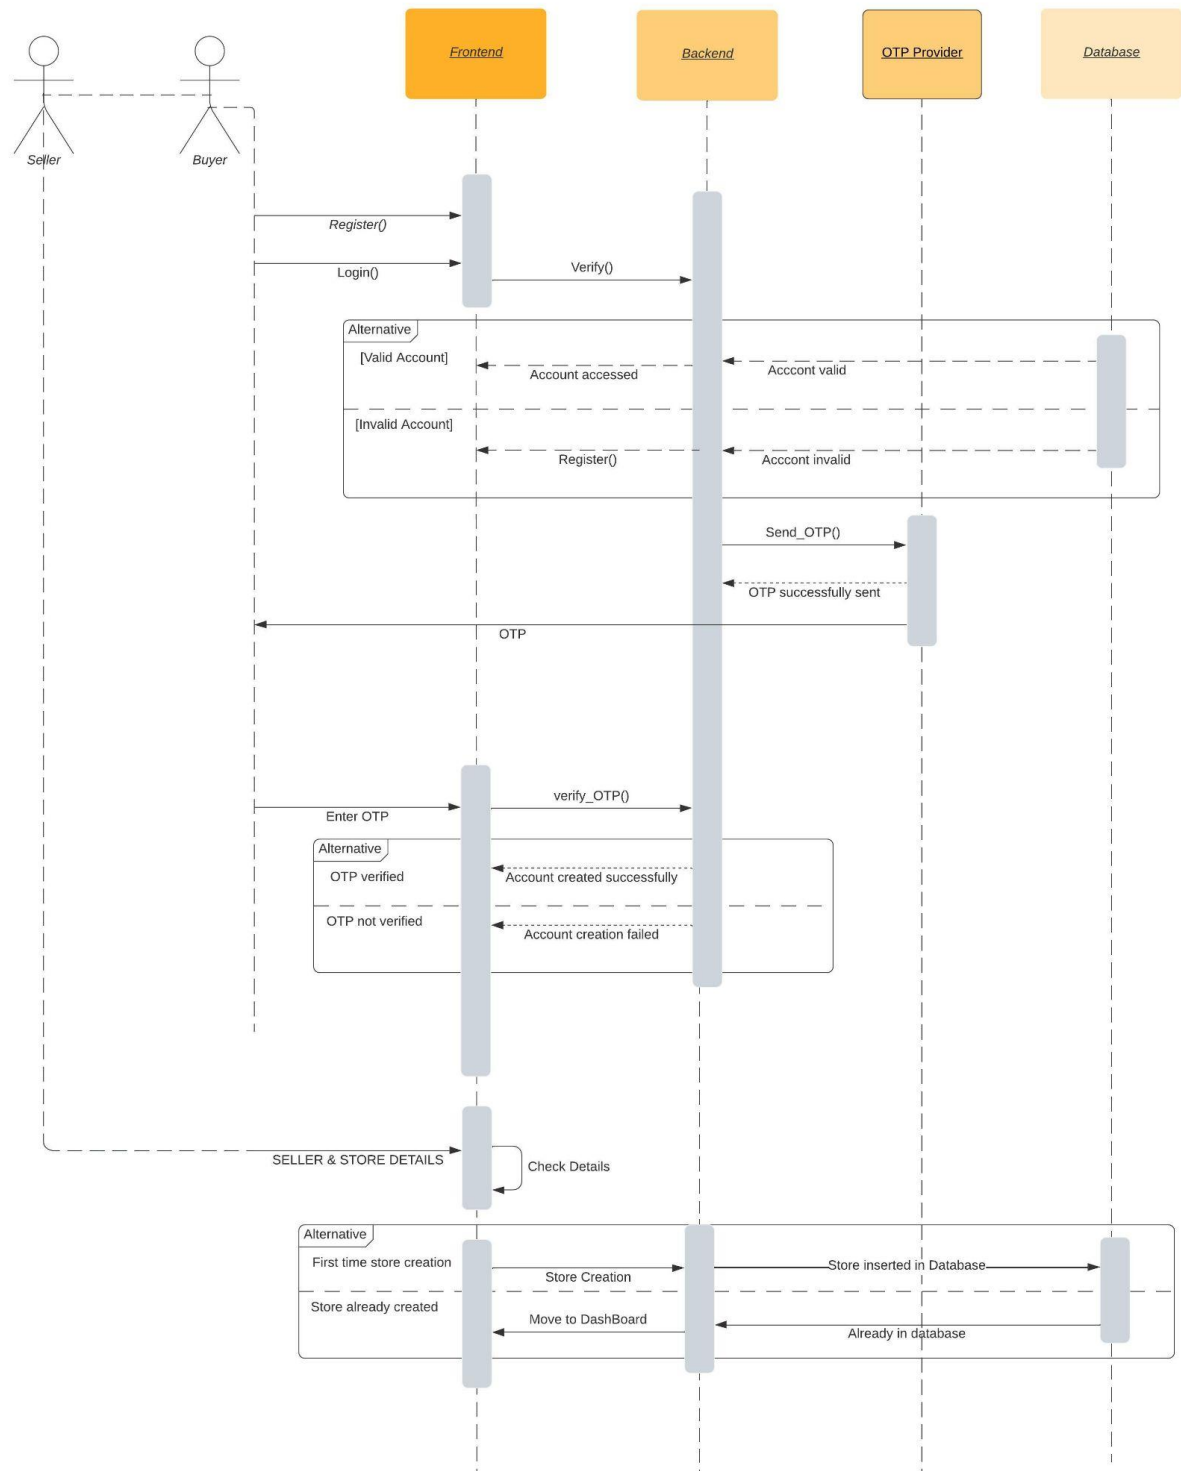 Frontend
Backend
OTP Provider
Database
Seller
Buyer
Register()
Login()
Verify()
Alternative
[Valid Account]
Account accessed
Acccont valid
[Invalid Account]
Register()
Acccont invalid
Send_OTP()
OTP successfully sent
OTP
Enter OTP
verify_OTP()
Alternative
OTP verified
Account created successfully
OTP not verified
Account creation failed
SELLER & STORE DETAILS
Check Details
Alternative
First time store creation
Store Creation
Store inserted in Database
Store already created
Move to DashBoard
Already in database